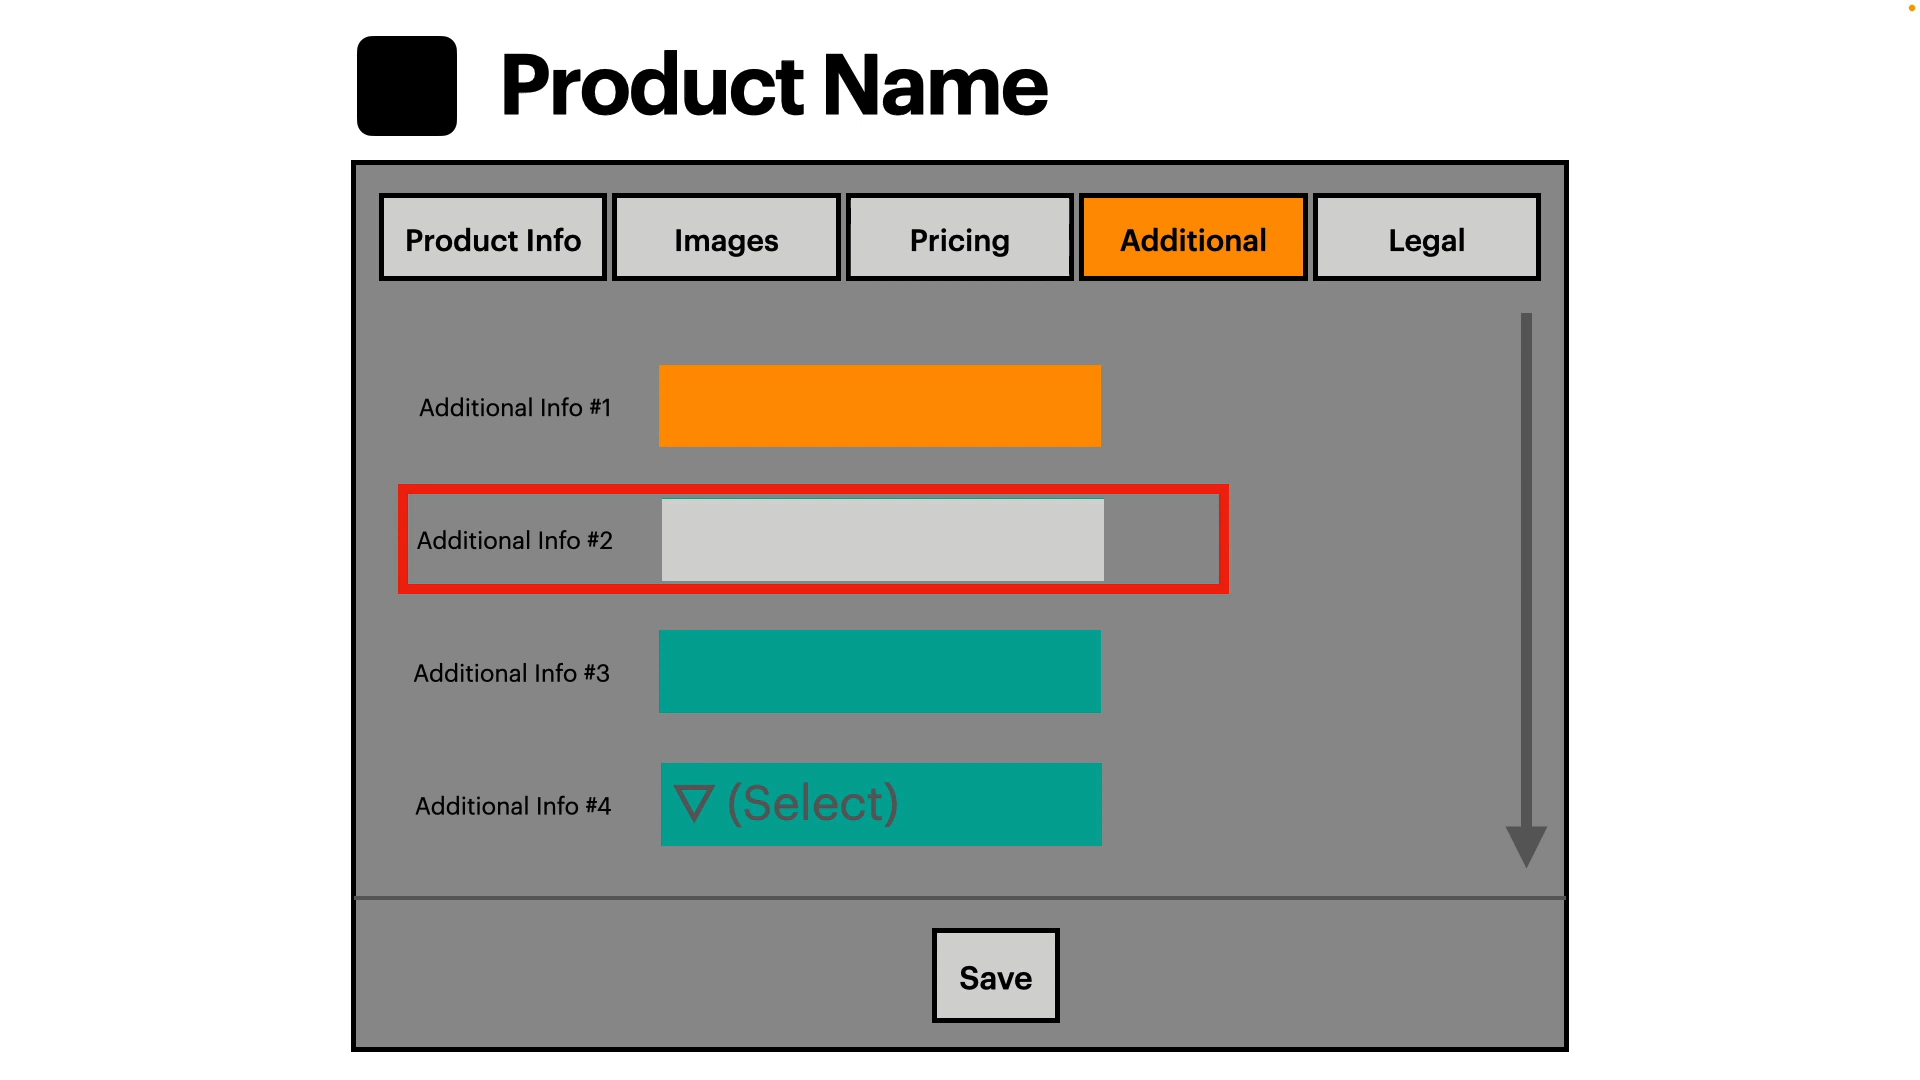 Product Name
Product Info
Images
Pricing
Additional
Legal
Additional Info #1
Additional Info #2
Additional Info #3
Additional Info #4
(Select)
Save